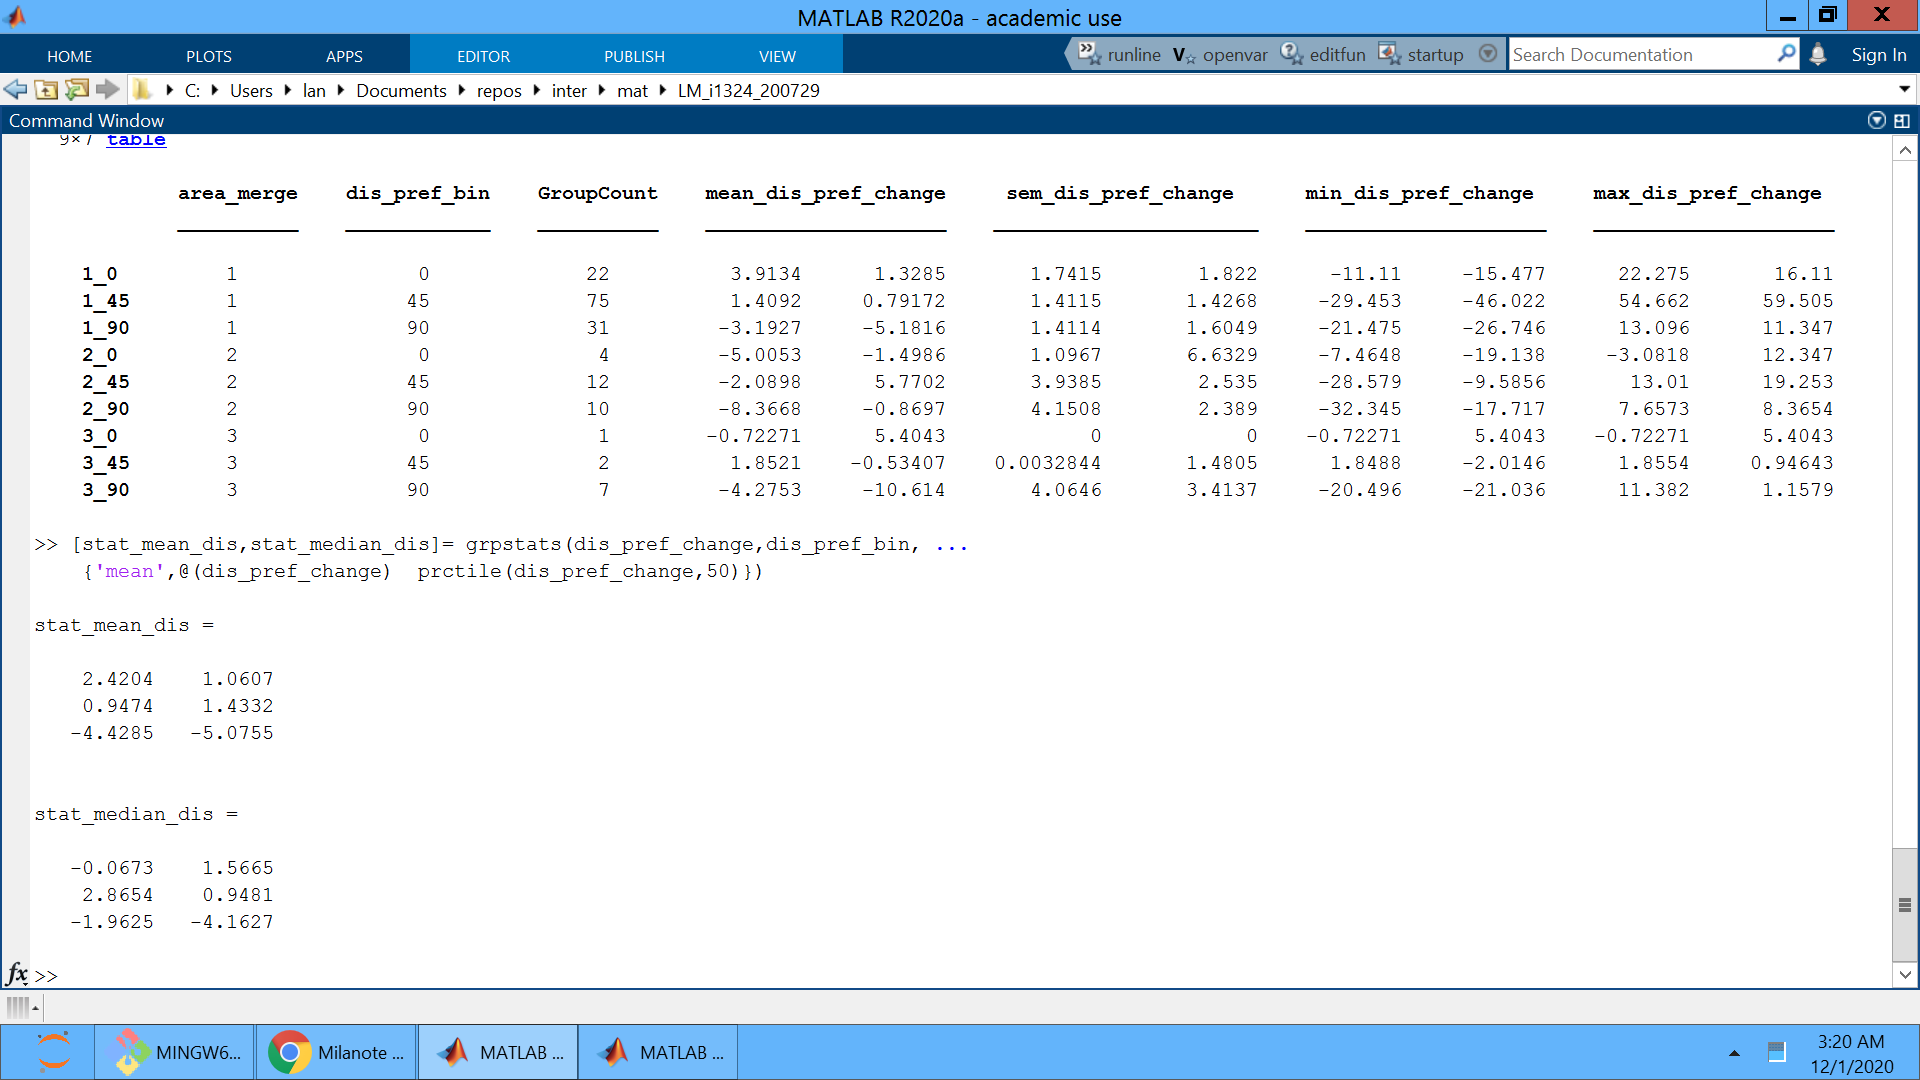 MATLAB R2020a - academic use
HOME PLOTS APPS EDITOR PUBLISH VIEW runline openvar editfun startup Search Documentation Sign In
C: Users lan Documents repos inter mat LM_i1324_200729
Command Window
9×7 table
area_merge dis_pref_bin GroupCount mean_dis_pref_change sem_dis_pref_change min_dis_pref_change max_dis_pref_change
1_0 1 0 22 3.9134 1.3285 1.7415 1.822 -11.11 -15.477 22.275 16.11
1_45 1 45 75 1.4092 0.79172 1.4115 1.4268 -29.453 -46.022 54.662 59.505
1_90 1 90 31 -3.1927 -5.1816 1.4114 1.6049 -21.475 -26.746 13.096 11.347
2_0 2 0 4 -5.0053 -1.4986 1.0967 6.6329 -7.4648 -19.138 -3.0818 12.347
2_45 2 45 12 -2.0898 5.7702 3.9385 2.535 -28.579 -9.5856 13.01 19.253
2_90 2 90 10 -8.3668 -0.8697 4.1508 2.389 -32.345 -17.717 7.6573 8.3654
3_0 3 0 1 -0.72271 5.4043 0 0 -0.72271 5.4043 -0.72271 5.4043
3_45 3 45 2 1.8521 -0.53407 0.0032844 1.4805 1.8488 -2.0146 1.8554 0.94643
3_90 3 90 7 -4.2753 -10.614 4.0646 3.4137 -20.496 -21.036 11.382 1.1579
>> [stat_mean_dis,stat_median_dis]= grpstats(dis_pref_change,dis_pref_bin, ...
{'mean',@(dis_pref_change) prctile(dis_pref_change,50)})
stat_mean_dis =
2.4204 1.0607
0.9474 1.4332
-4.4285 -5.0755
stat_median_dis =
-0.0673 1.5665
2.8654 0.9481
-1.9625 -4.1627
fx >>
MINGW6... Milanote ... MATLAB ... MATLAB ... 3:20 AM
12/1/2020